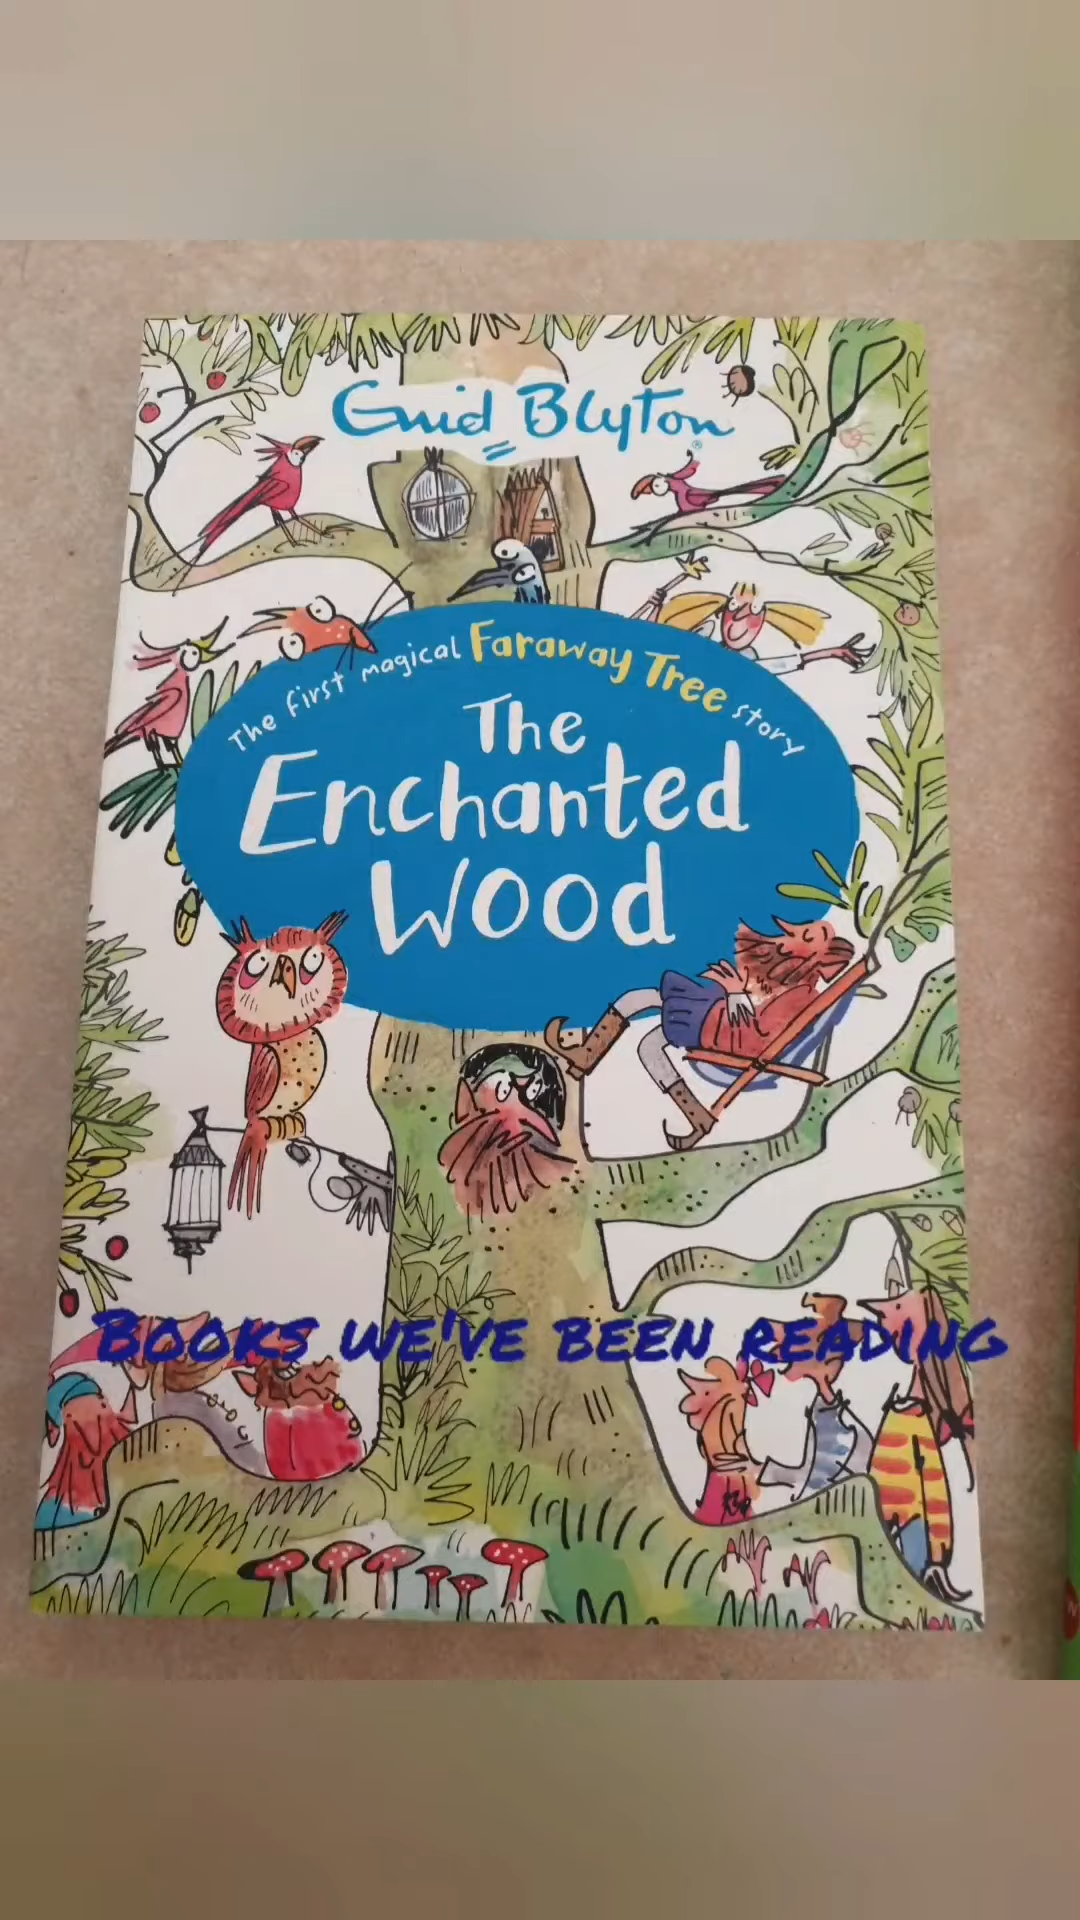 Enid Blyton
The first magical Faraway Tree story
The
Enchanted
Wood
BOOKS WE'VE BEEN READING